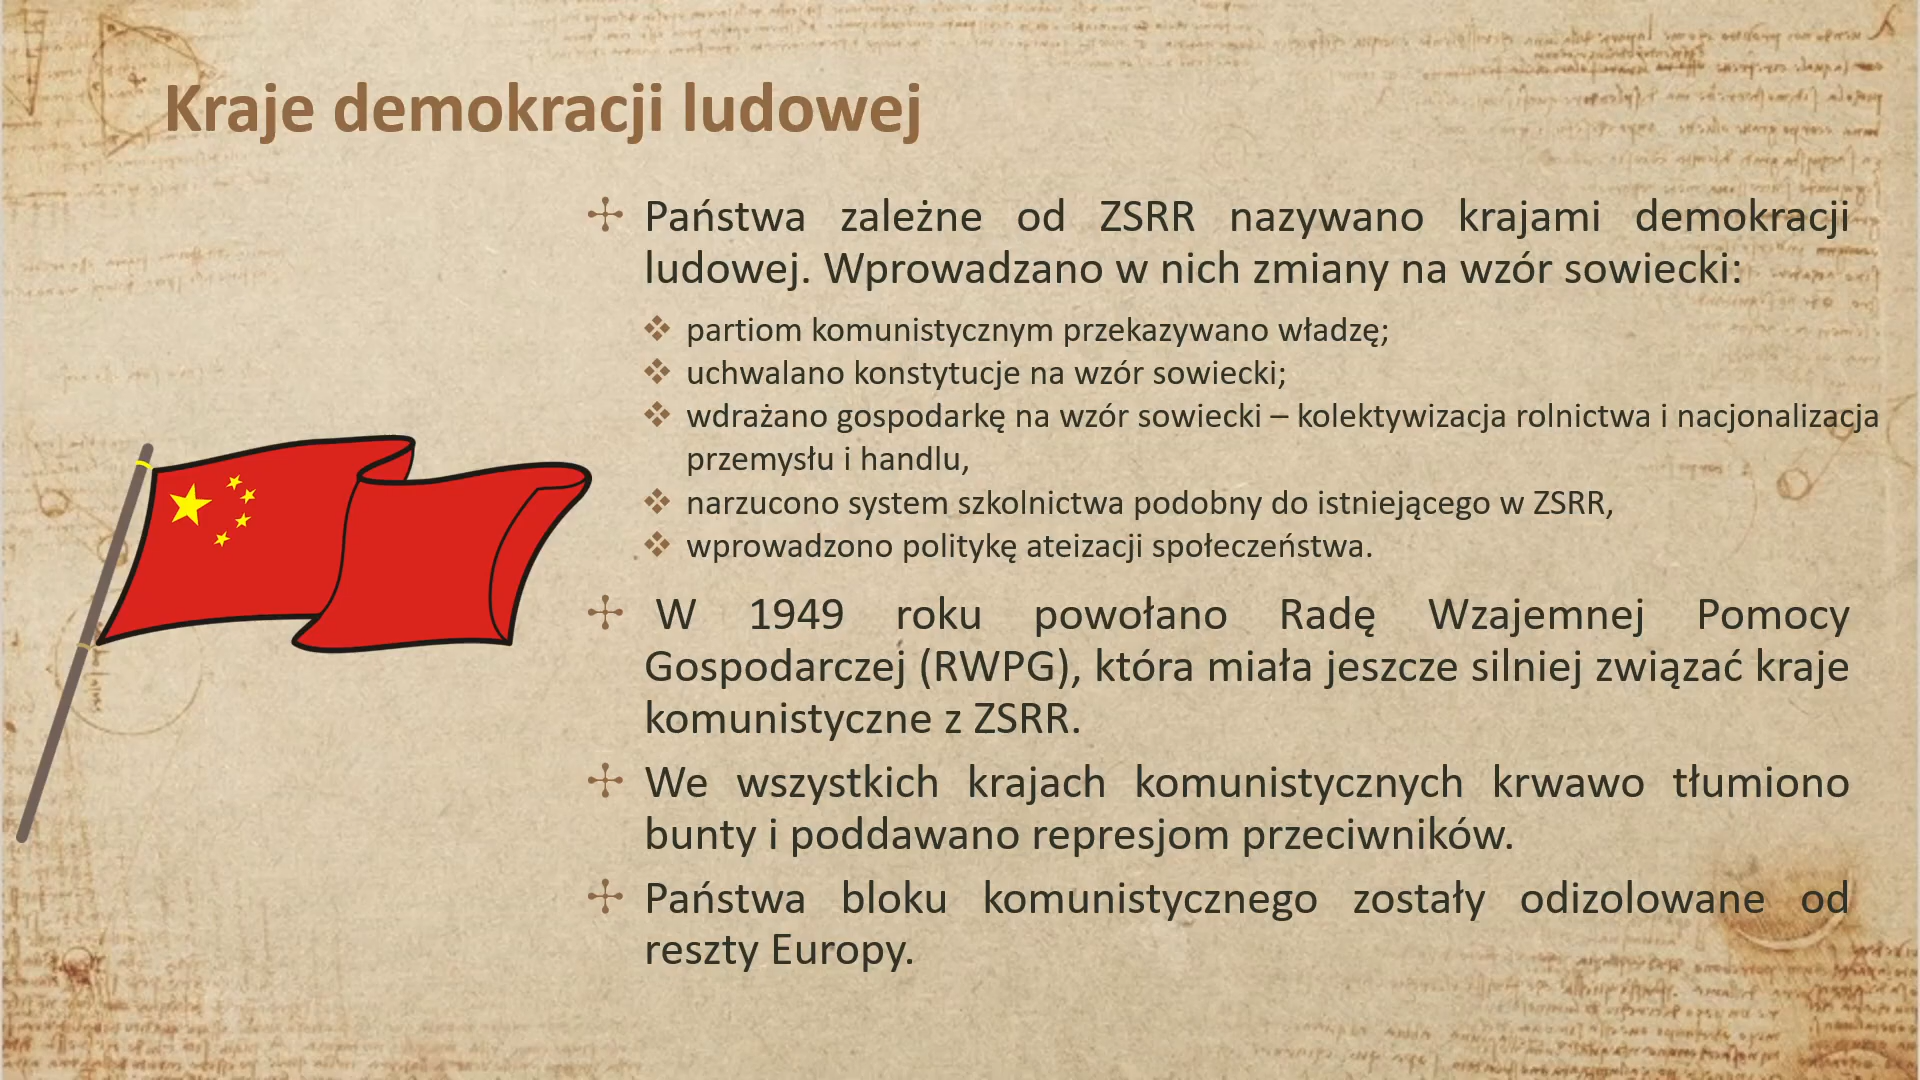 Kraje demokracji ludowej
Państwa zależne od ZSRR nazywano krajami demokracji
ludowej. Wprowadzano w nich zmiany na wzór sowiecki:
partiom komunistycznym przekazywano władzę;
uchwalano konstytucje na wzór sowiecki;
wdrażano gospodarkę na wzór sowiecki – kolektywizacja rolnictwa i nacjonalizacja
przemysłu i handlu,
narzucono system szkolnictwa podobny do istniejącego w ZSRR,
wprowadzono politykę ateizacji społeczeństwa.
W 1949 roku powołano Radę Wzajemnej Pomocy
Gospodarczej (RWPG), która miała jeszcze silniej związać kraje
komunistyczne z ZSRR.
We wszystkich krajach komunistycznych krwawo tłumiono
bunty i poddawano represjom przeciwników.
Państwa bloku komunistycznego zostały odizolowane od
reszty Europy.